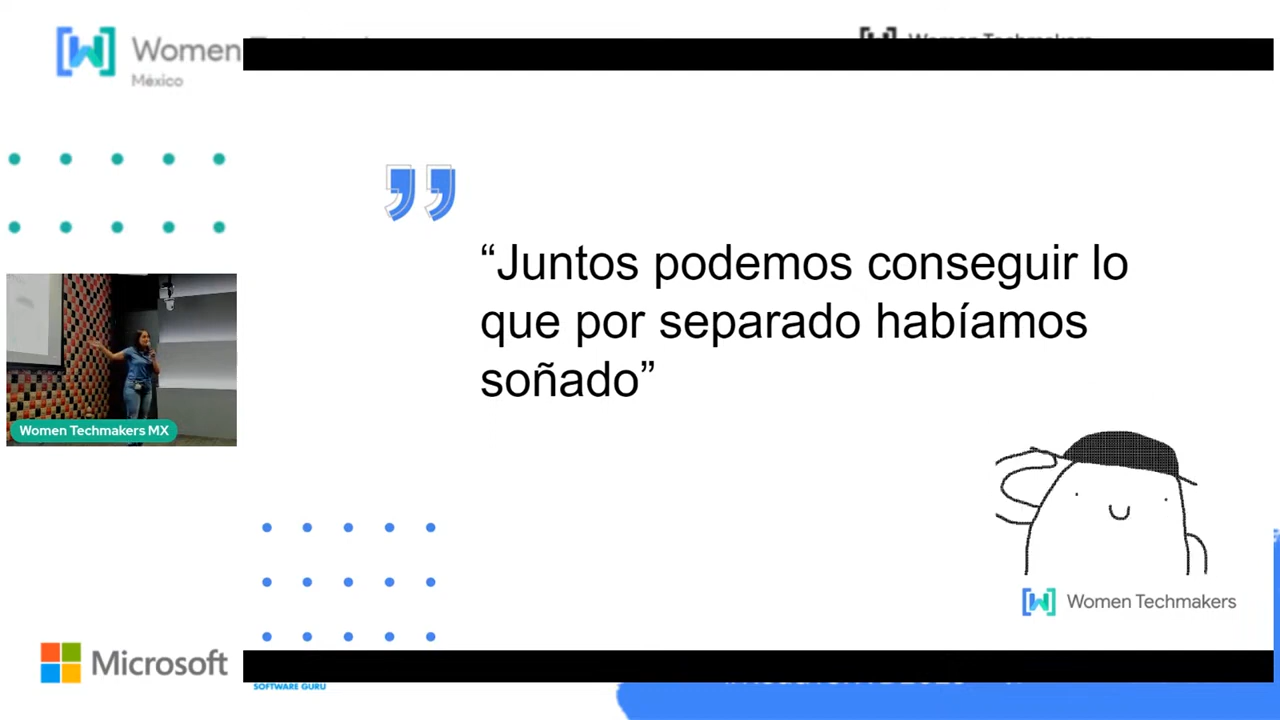 Women
México
“Juntos podemos conseguir lo
que por separado habíamos
soñado”
Women Techmakers MX
Women Techmakers
Microsoft
SOFTWARE GURU